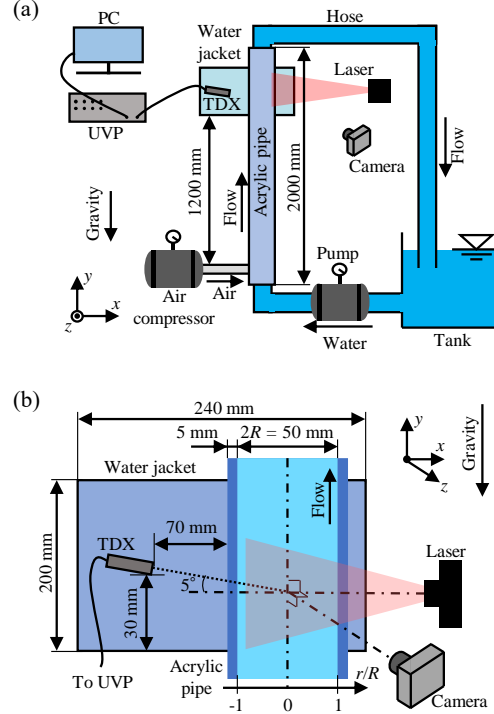 (a)
PC
Water
jacket
Hose
Laser
TDX
UVP
Camera
1200 mm
Flow
Acrylic pipe
2000 mm
Flow
Gravity
Pump
y
x
z
Air
compressor
Air
Water
Tank
(b)
240 mm
5 mm
2R = 50 mm
y
x
z
Gravity
Water jacket
Flow
TDX
70 mm
200 mm
5°
30 mm
Laser
To UVP
Acrylic
pipe
r/R
Camera
-1
0
1